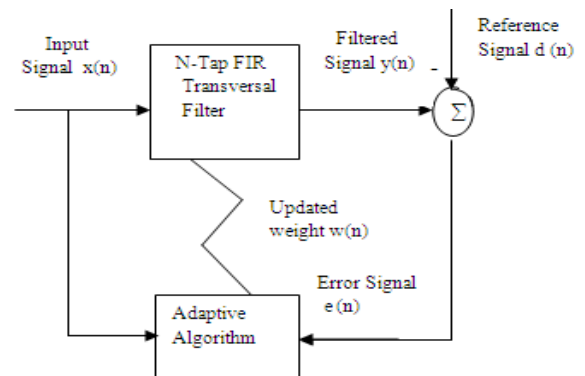 Input
Signal x(n)
N-Tap FIR
Transversal
Filter
Filtered
Signal y(n)
-
Reference
Signal d (n)
Σ
Updated
weight w(n)
Error Signal
e (n)
Adaptive
Algorithm